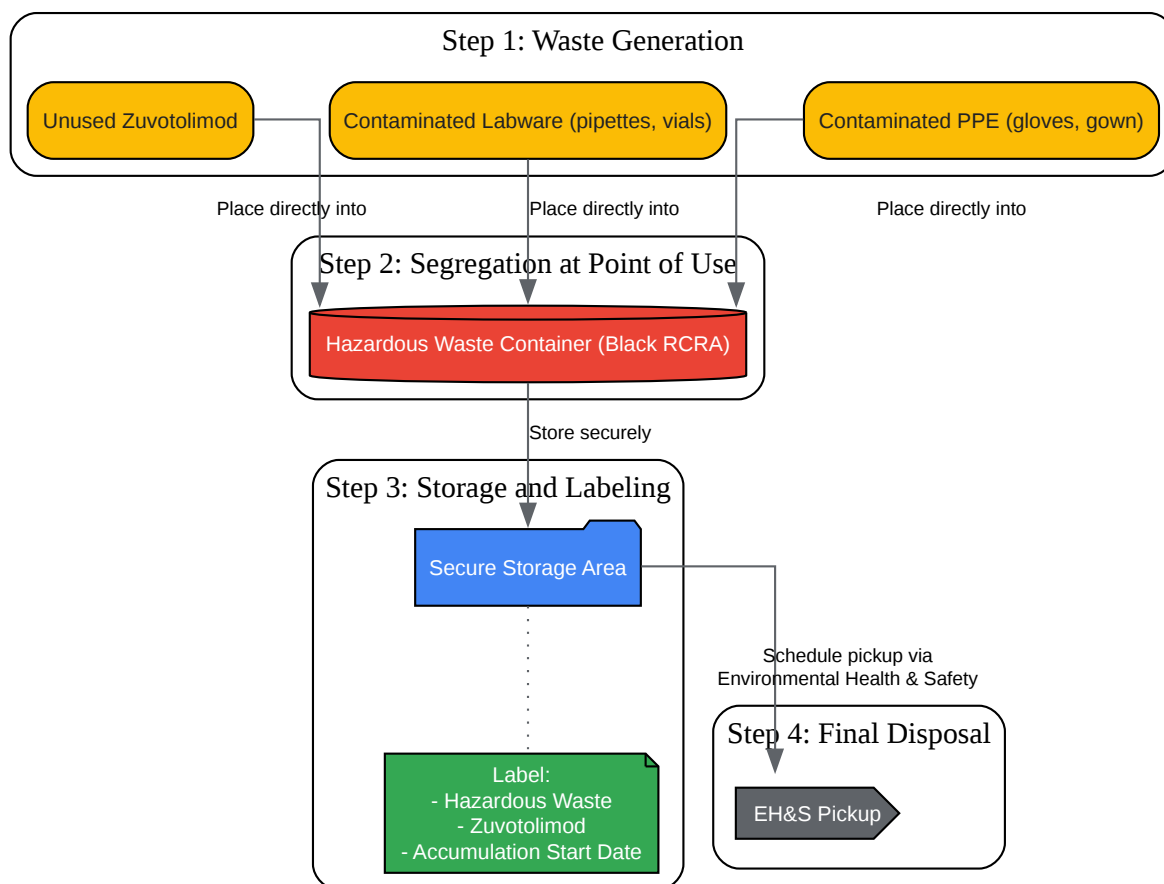 Step 1: Waste Generation
Unused Zuvotolimod
Contaminated Labware (pipettes, vials)
Contaminated PPE (gloves, gown)
Place directly into
Place directly into
Place directly into
Step 2: Segregation at Point of Use
Hazardous Waste Container (Black RCRA)
Store securely
Step 3: Storage and Labeling
Secure Storage Area
Schedule pickup via
Environmental Health & Safety
Step 4: Final Disposal
EH&S Pickup
Label:
- Hazardous Waste
- Zuvotolimod
- Accumulation Start Date